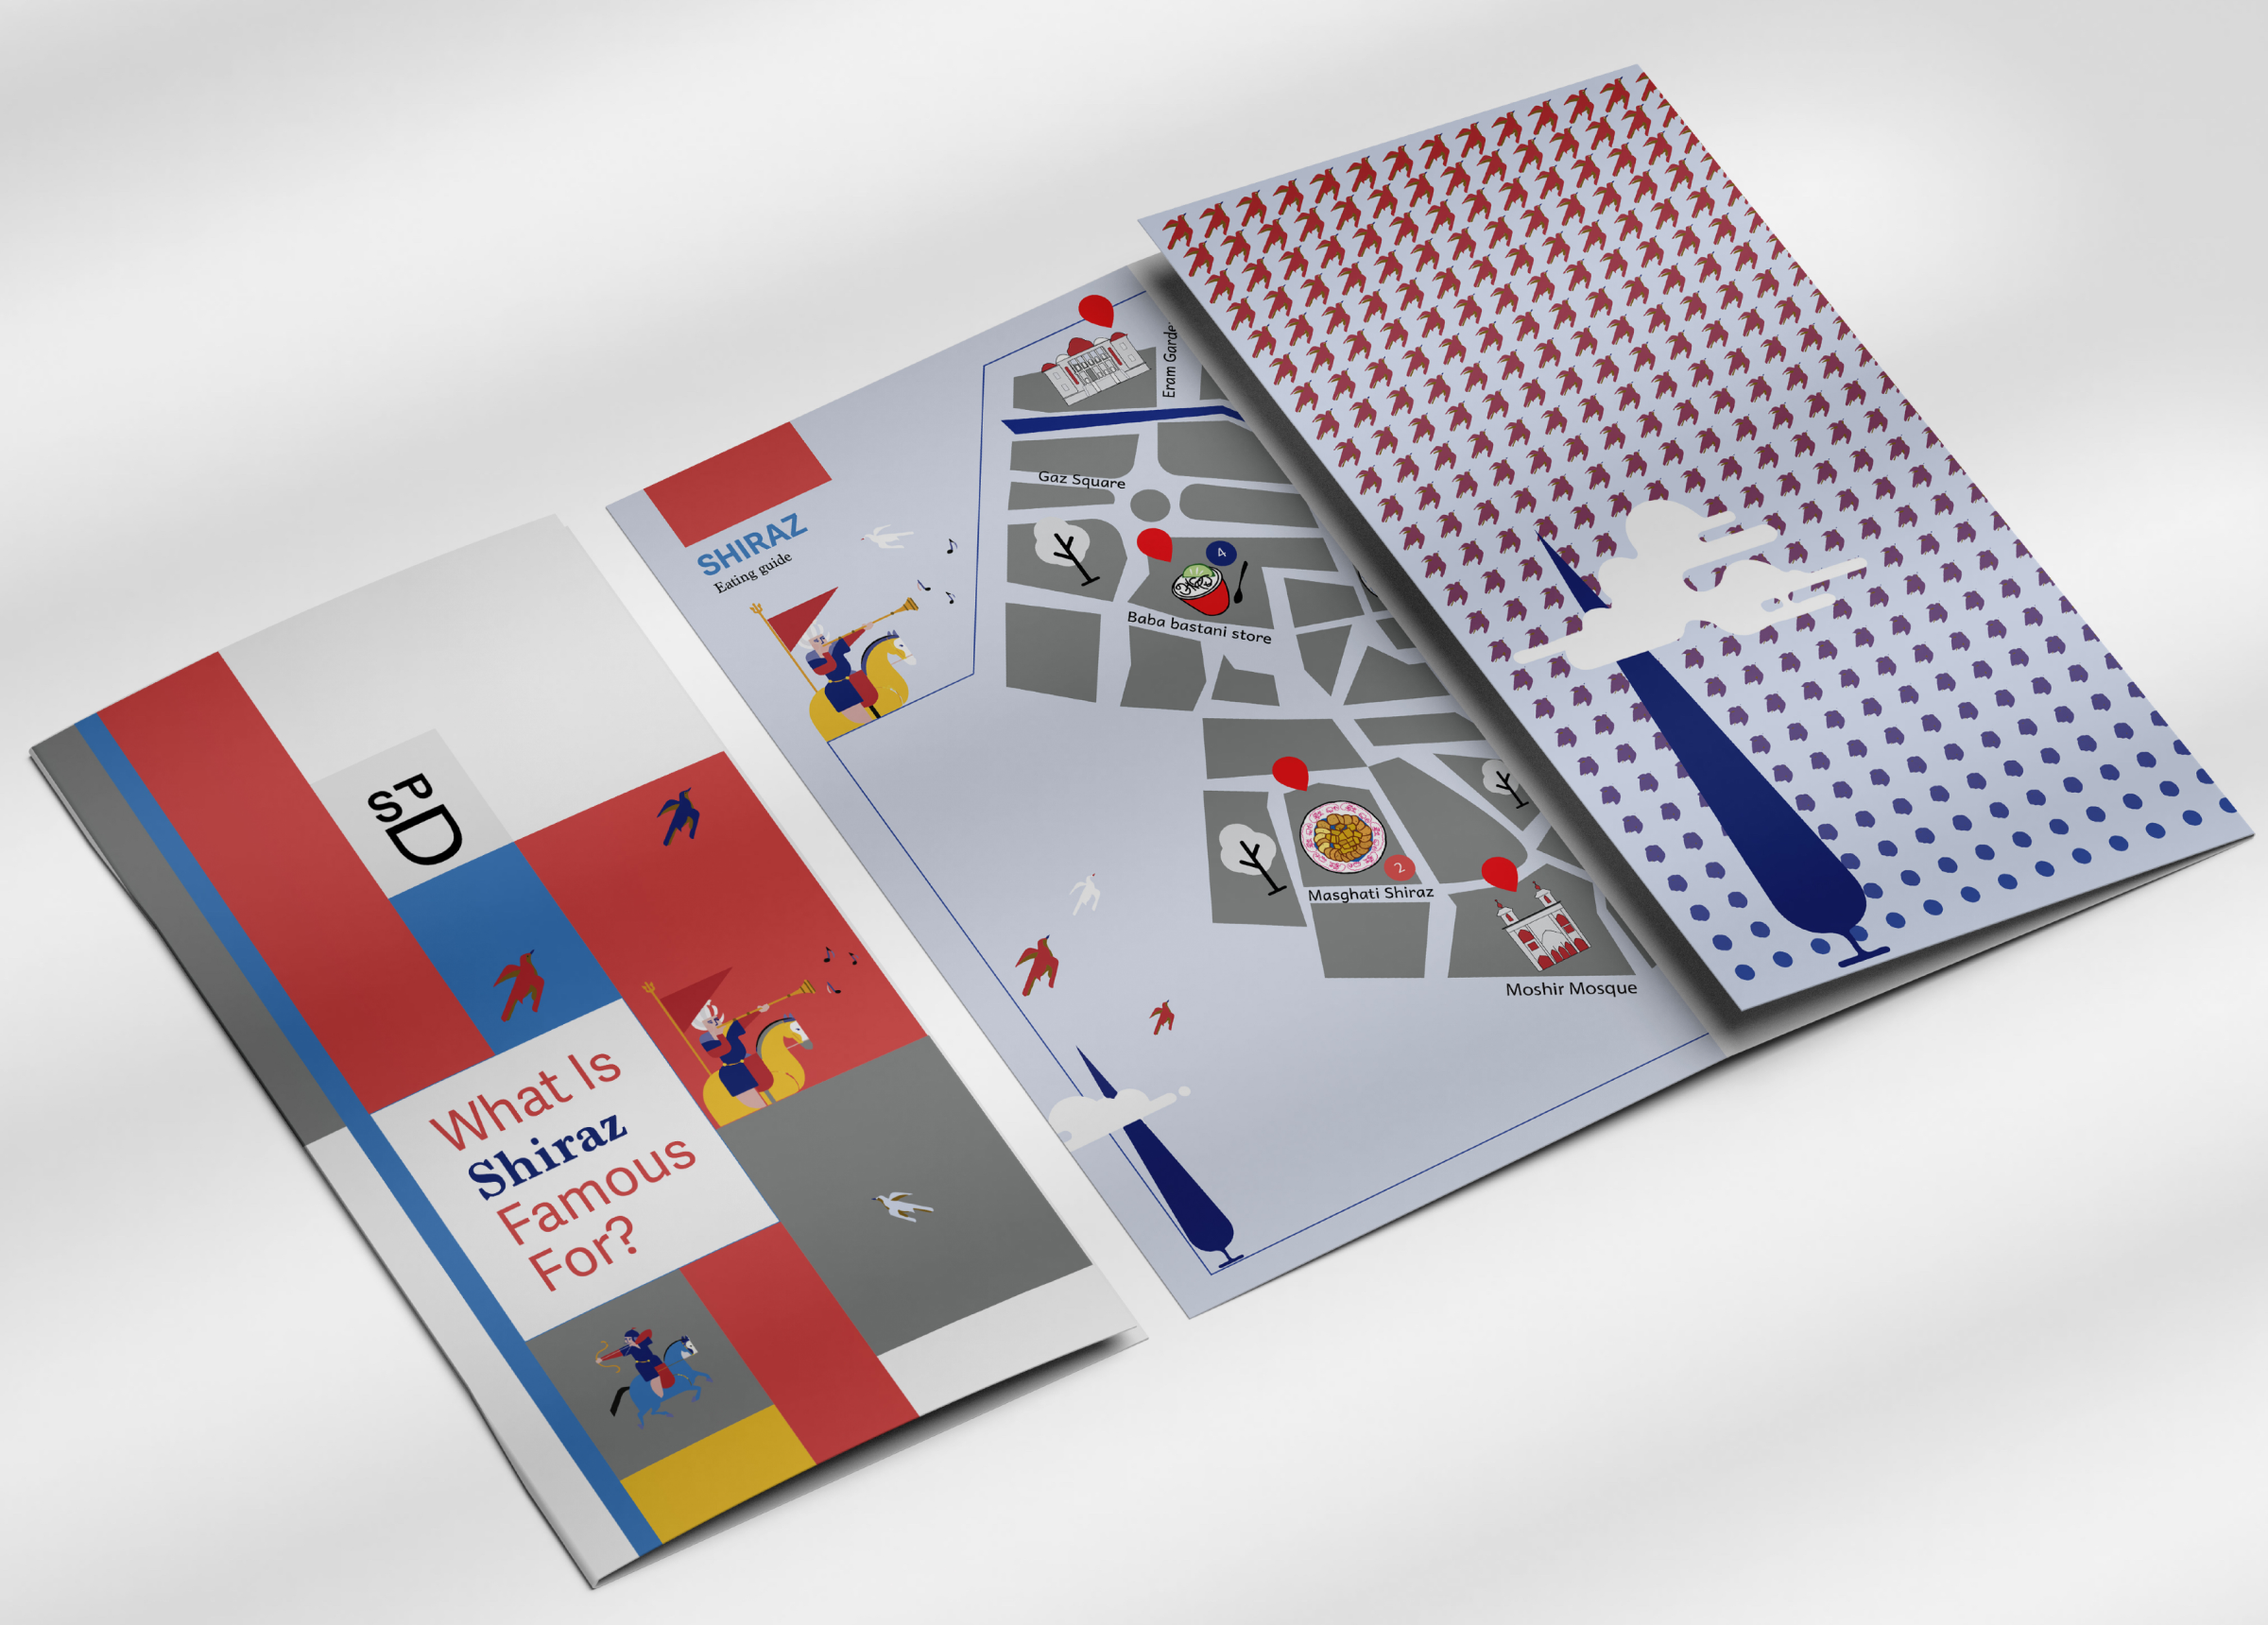 PSD
What Is
Shiraz
Famous
For?
SHIRAZ
Eating guide
Eram Garde
Gaz Square
4
Baba bastani store
2
Masghati Shiraz
Moshir Mosque